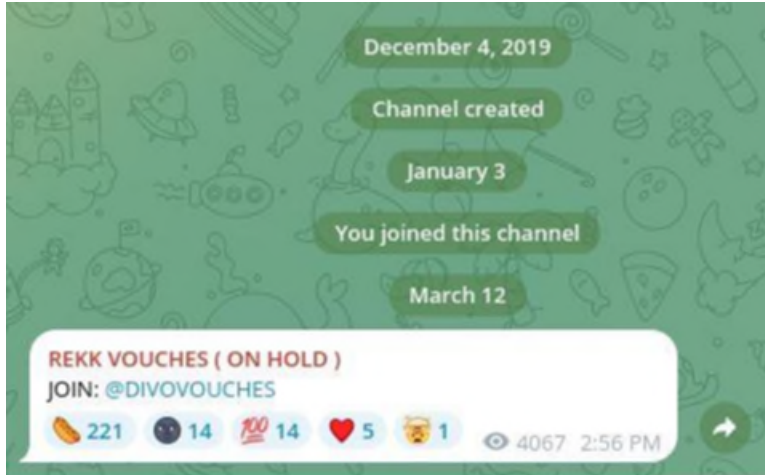 December 4, 2019
Channel created
January 3
You joined this channel
March 12
REKK VOUCHES ( ON HOLD )
JOIN: @DIVOVOUCHES
🌭 221 🌚 14 💯 14 ❤️ 5 🤯 1 4067 2:56 PM